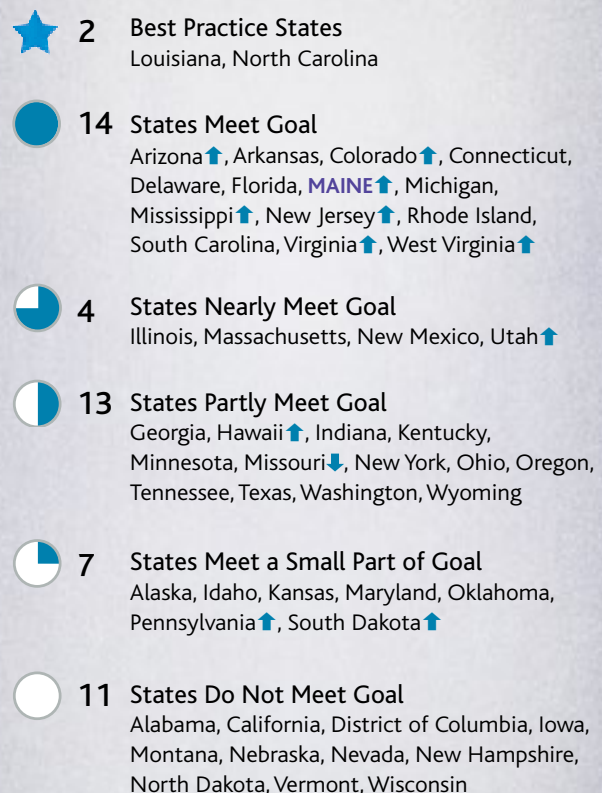 2 Best Practice States
Louisiana, North Carolina
14 States Meet Goal
Arizona⬆, Arkansas, Colorado⬆, Connecticut,
Delaware, Florida, MAINE⬆, Michigan,
Mississippi⬆, New Jersey⬆, Rhode Island,
South Carolina, Virginia⬆, West Virginia⬆
4 States Nearly Meet Goal
Illinois, Massachusetts, New Mexico, Utah⬆
13 States Partly Meet Goal
Georgia, Hawaii⬆, Indiana, Kentucky,
Minnesota, Missouri⬇, New York, Ohio, Oregon,
Tennessee, Texas, Washington, Wyoming
7 States Meet a Small Part of Goal
Alaska, Idaho, Kansas, Maryland, Oklahoma,
Pennsylvania⬆, South Dakota⬆
11 States Do Not Meet Goal
Alabama, California, District of Columbia, Iowa,
Montana, Nebraska, Nevada, New Hampshire,
North Dakota, Vermont, Wisconsin